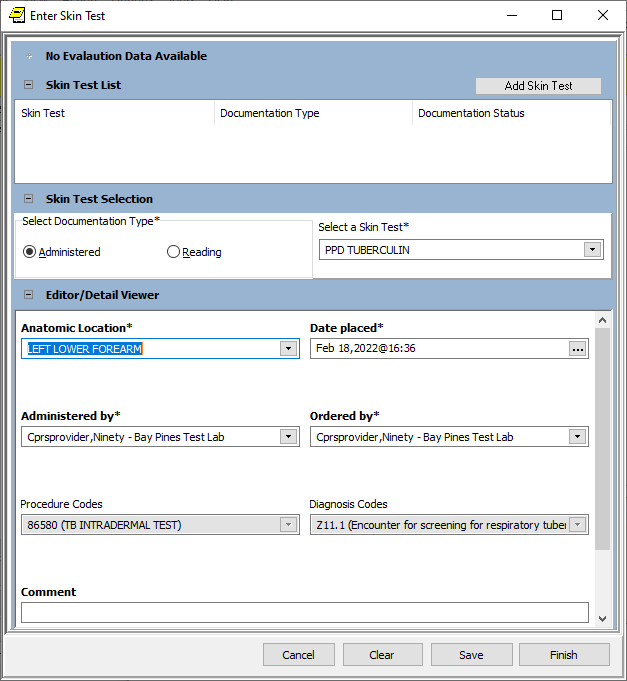 Enter Skin Test
No Evalaution Data Available
Skin Test List
Add Skin Test
Skin Test Documentation Type Documentation Status
Skin Test Selection
Select Documentation Type*
Select a Skin Test*
Administered Reading
PPD TUBERCULIN
Editor/Detail Viewer
Anatomic Location* Date placed*
LEFT LOWER FOREARM Feb 18,2022@16:36 ...
Administered by* Ordered by*
Cprsprovider,Ninety - Bay Pines Test Lab Cprsprovider,Ninety - Bay Pines Test Lab
Procedure Codes Diagnosis Codes
86580 (TB INTRADERMAL TEST) Z11.1 (Encounter for screening for respiratory tuber
Comment
Cancel Clear Save Finish